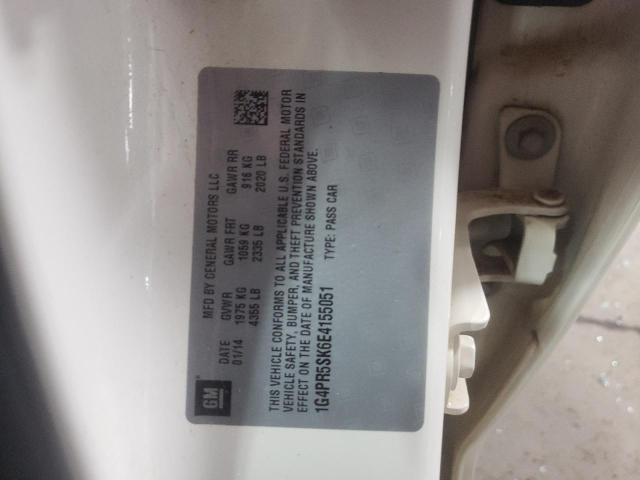 GM
MFD BY GENERAL MOTORS LLC
DATE GVWR GAWR FRT GAWR RR
01/14 1975 KG 1059 KG 916 KG
4355 LB 2335 LB 2020 LB
THIS VEHICLE CONFORMS TO ALL APPLICABLE U.S. FEDERAL MOTOR
VEHICLE SAFETY, BUMPER, AND THEFT PREVENTION STANDARDS IN
EFFECT ON THE DATE OF MANUFACTURE SHOWN ABOVE.
1G4PR5SK6E4155051 TYPE: PASS CAR